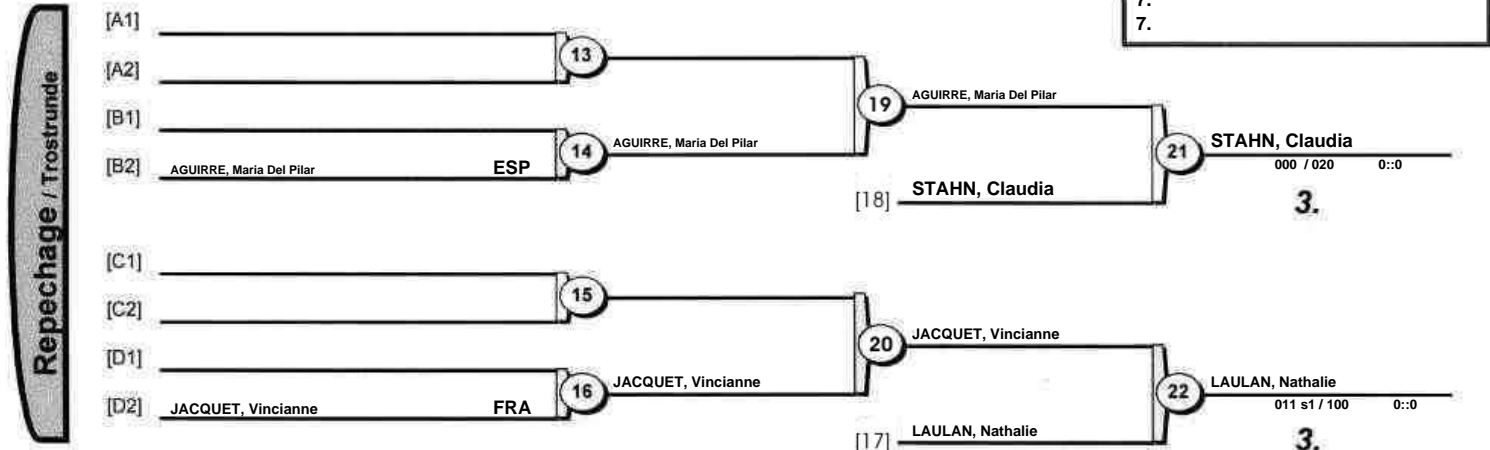 Repechage / Trostrunde
7.
7.
[A1]
13
[A2]
[B1]
AGUIRRE, Maria Del Pilar
19
14
AGUIRRE, Maria Del Pilar
[B2] AGUIRRE, Maria Del Pilar ESP
21
STAHN, Claudia
000 / 020 0::0
[18] STAHN, Claudia
3.
[C1]
15
[C2]
[D1]
20
JACQUET, Vincianne
16
JACQUET, Vincianne
[D2] JACQUET, Vincianne FRA
22
LAULAN, Nathalie
011 s1 / 100 0::0
[17] LAULAN, Nathalie
3.